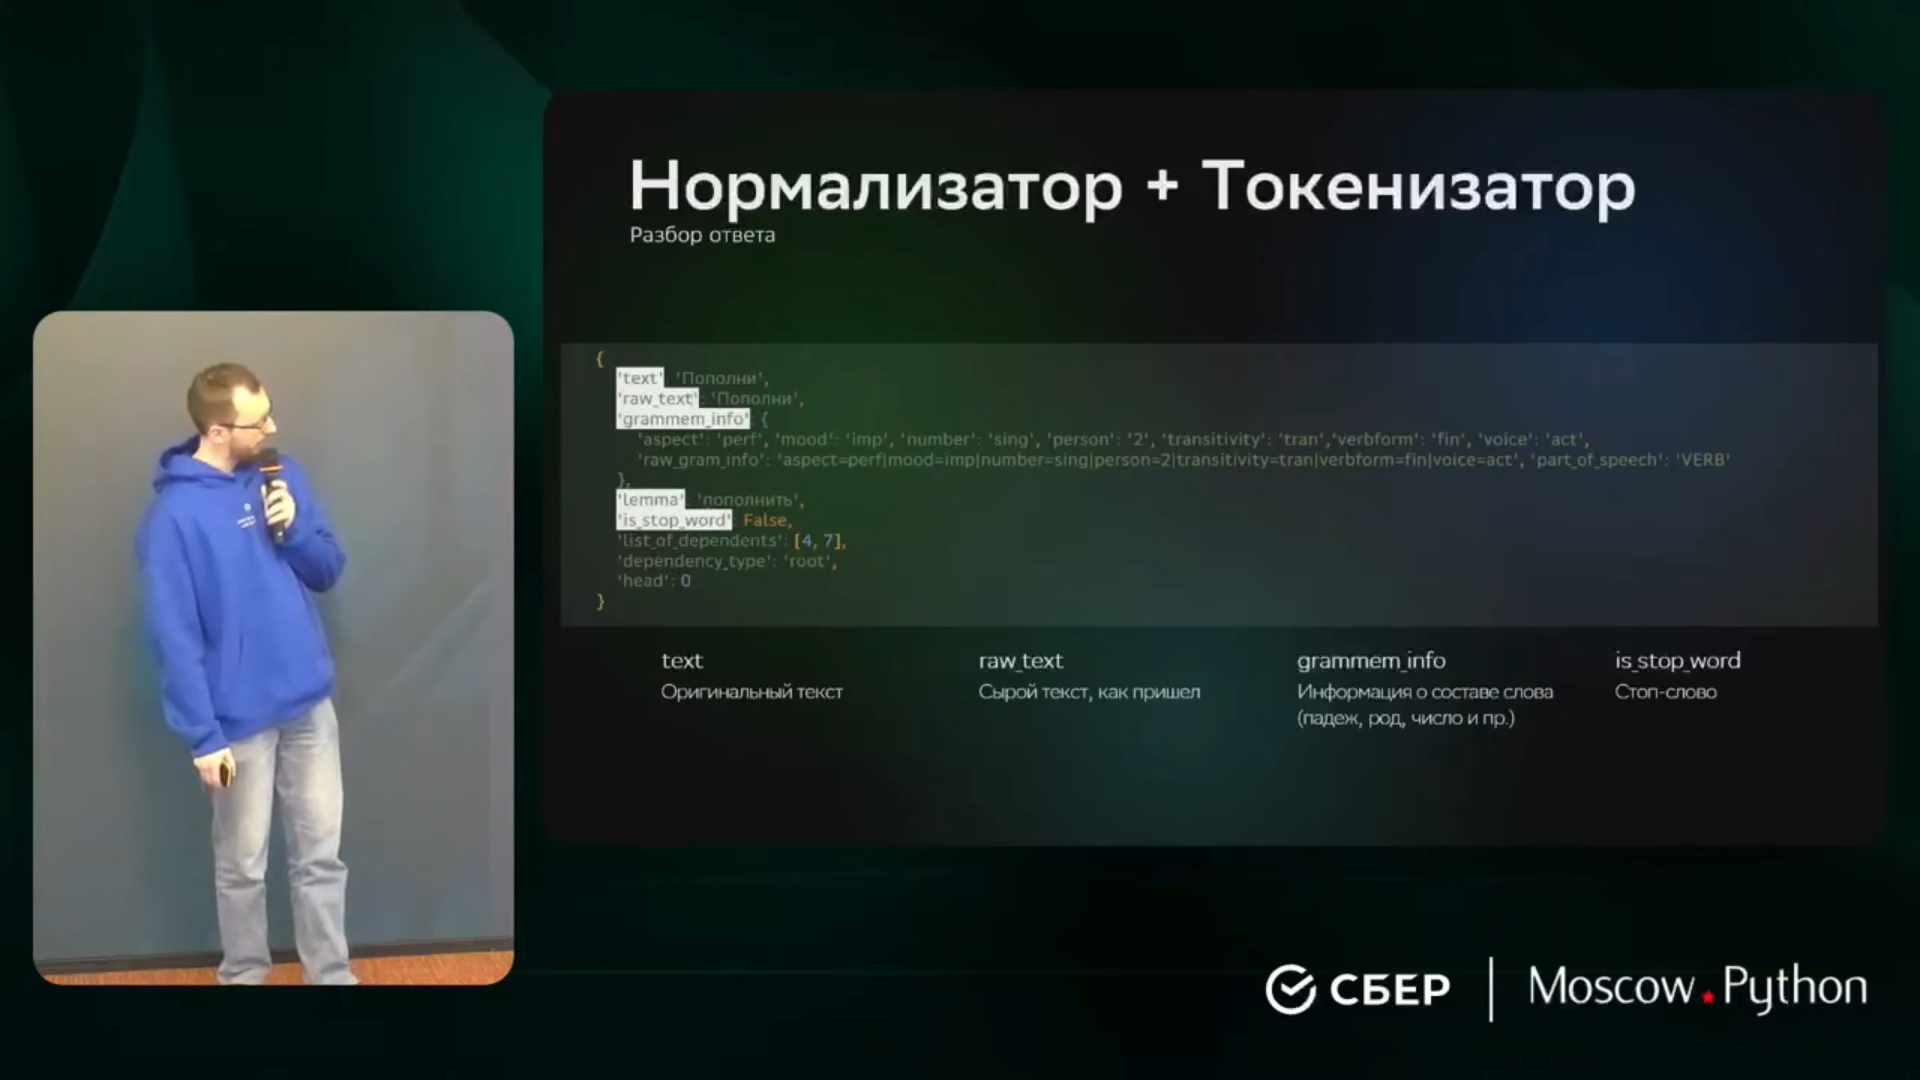 Нормализатор + Токенизатор
Разбор ответа
{
'text': 'Пополни',
'raw_text': 'Пополни',
'grammem_info': {
'aspect': 'perf', 'mood': 'imp', 'number': 'sing', 'person': '2', 'transitivity': 'tran','verbform': 'fin', 'voice': 'act',
'raw_gram_info': 'aspect=perf|mood=imp|number=sing|person=2|transitivity=tran|verbform=fin|voice=act', 'part_of_speech': 'VERB'
},
'lemma': 'пополнить',
'is_stop_word': False,
'list_of_dependents': [4, 7],
'dependency_type': 'root',
'head': 0
}
text
Оригинальный текст
raw_text
Сырой текст, как пришел
grammem_info
Информация о составе слова
(падеж, род, число и пр.)
is_stop_word
Стоп-слово
СБЕР
Moscow Python